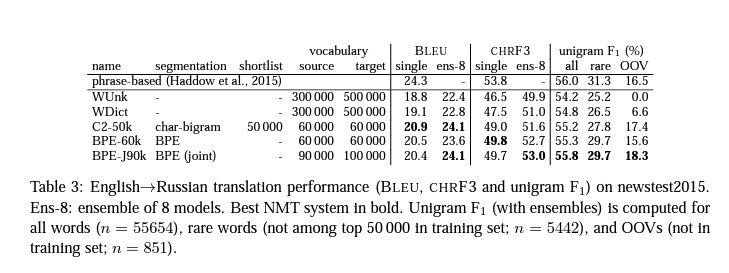 vocabulary BLEU CHRF3 unigram F₁ (%)
name segmentation shortlist source target single ens-8 single ens-8 all rare OOV
phrase-based (Haddow et al., 2015) 24.3 - 53.8 - 56.0 31.3 16.5
WUnk - - 300 000 500 000 18.8 22.4 46.5 49.9 54.2 25.2 0.0
WDict - - 300 000 500 000 19.1 22.8 47.5 51.0 54.8 26.5 6.6
C2-50k char-bigram 50 000 60 000 60 000 20.9 24.1 49.0 51.6 55.2 27.8 17.4
BPE-60k BPE - 60 000 60 000 20.5 23.6 49.8 52.7 55.3 29.7 15.6
BPE-J90k BPE (joint) - 90 000 100 000 20.4 24.1 49.7 53.0 55.8 29.7 18.3
Table 3: English→Russian translation performance (BLEU, CHRF3 and unigram F₁) on newstest2015.
Ens-8: ensemble of 8 models. Best NMT system in bold. Unigram F₁ (with ensembles) is computed for
all words (n = 55654), rare words (not among top 50 000 in training set; n = 5442), and OOVs (not in
training set; n = 851).